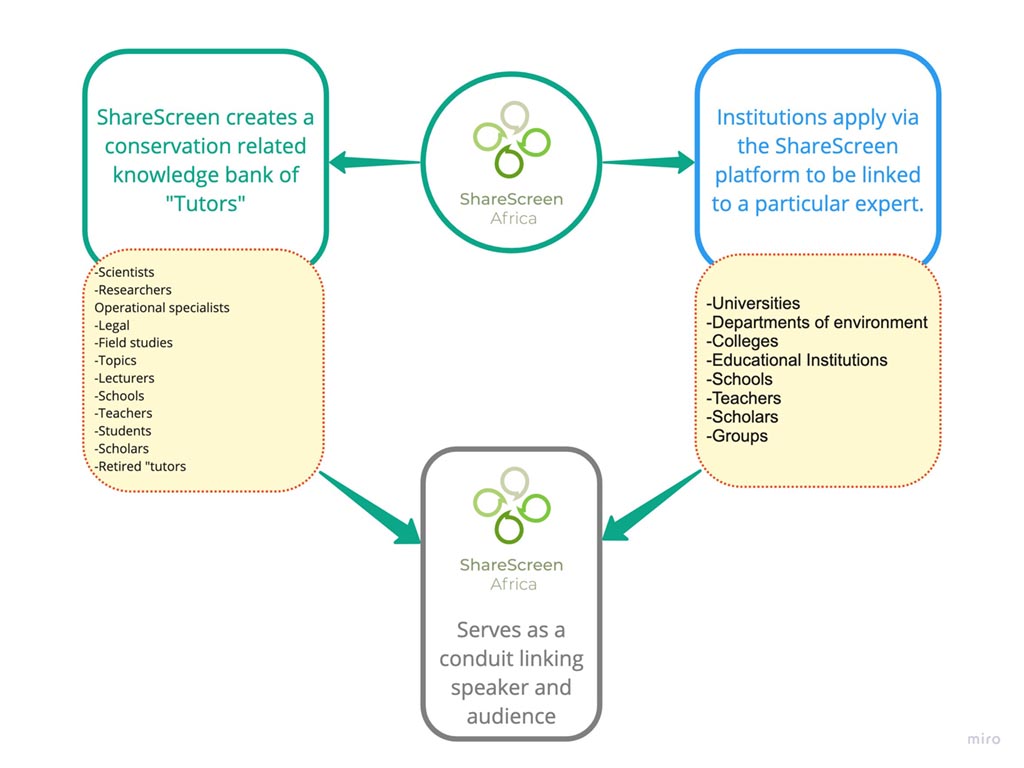 ShareScreen creates a
conservation related
knowledge bank of
"Tutors"
-Scientists
-Researchers
Operational specialists
-Legal
-Field studies
-Topics
-Lecturers
-Schools
-Teachers
-Students
-Scholars
-Retired "tutors
ShareScreen
Africa
Institutions apply via
the ShareScreen
platform to be linked
to a particular expert.
-Universities
-Departments of environment
-Colleges
-Educational Institutions
-Schools
-Teachers
-Scholars
-Groups
ShareScreen
Africa
Serves as a
conduit linking
speaker and
audience
miro